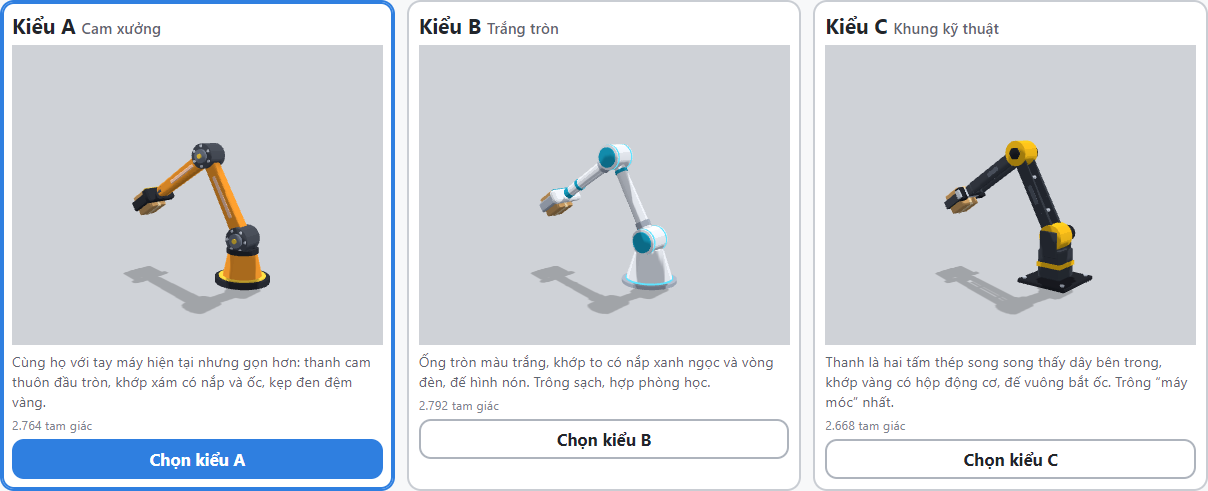 Kiểu A Cam xưởng
Cùng họ với tay máy hiện tại nhưng gọn hơn: thanh cam
thuôn đầu tròn, khớp xám có nắp và ốc, kẹp đen đệm
vàng.
2.764 tam giác
Chọn kiểu A
Kiểu B Trắng tròn
Ống tròn màu trắng, khớp to có nắp xanh ngọc và vòng
đèn, đế hình nón. Trông sạch, hợp phòng học.
2.792 tam giác
Chọn kiểu B
Kiểu C Khung kỹ thuật
Thanh là hai tấm thép song song thấy dây bên trong,
khớp vàng có hộp động cơ, đế vuông bắt ốc. Trông “máy
móc” nhất.
2.668 tam giác
Chọn kiểu C